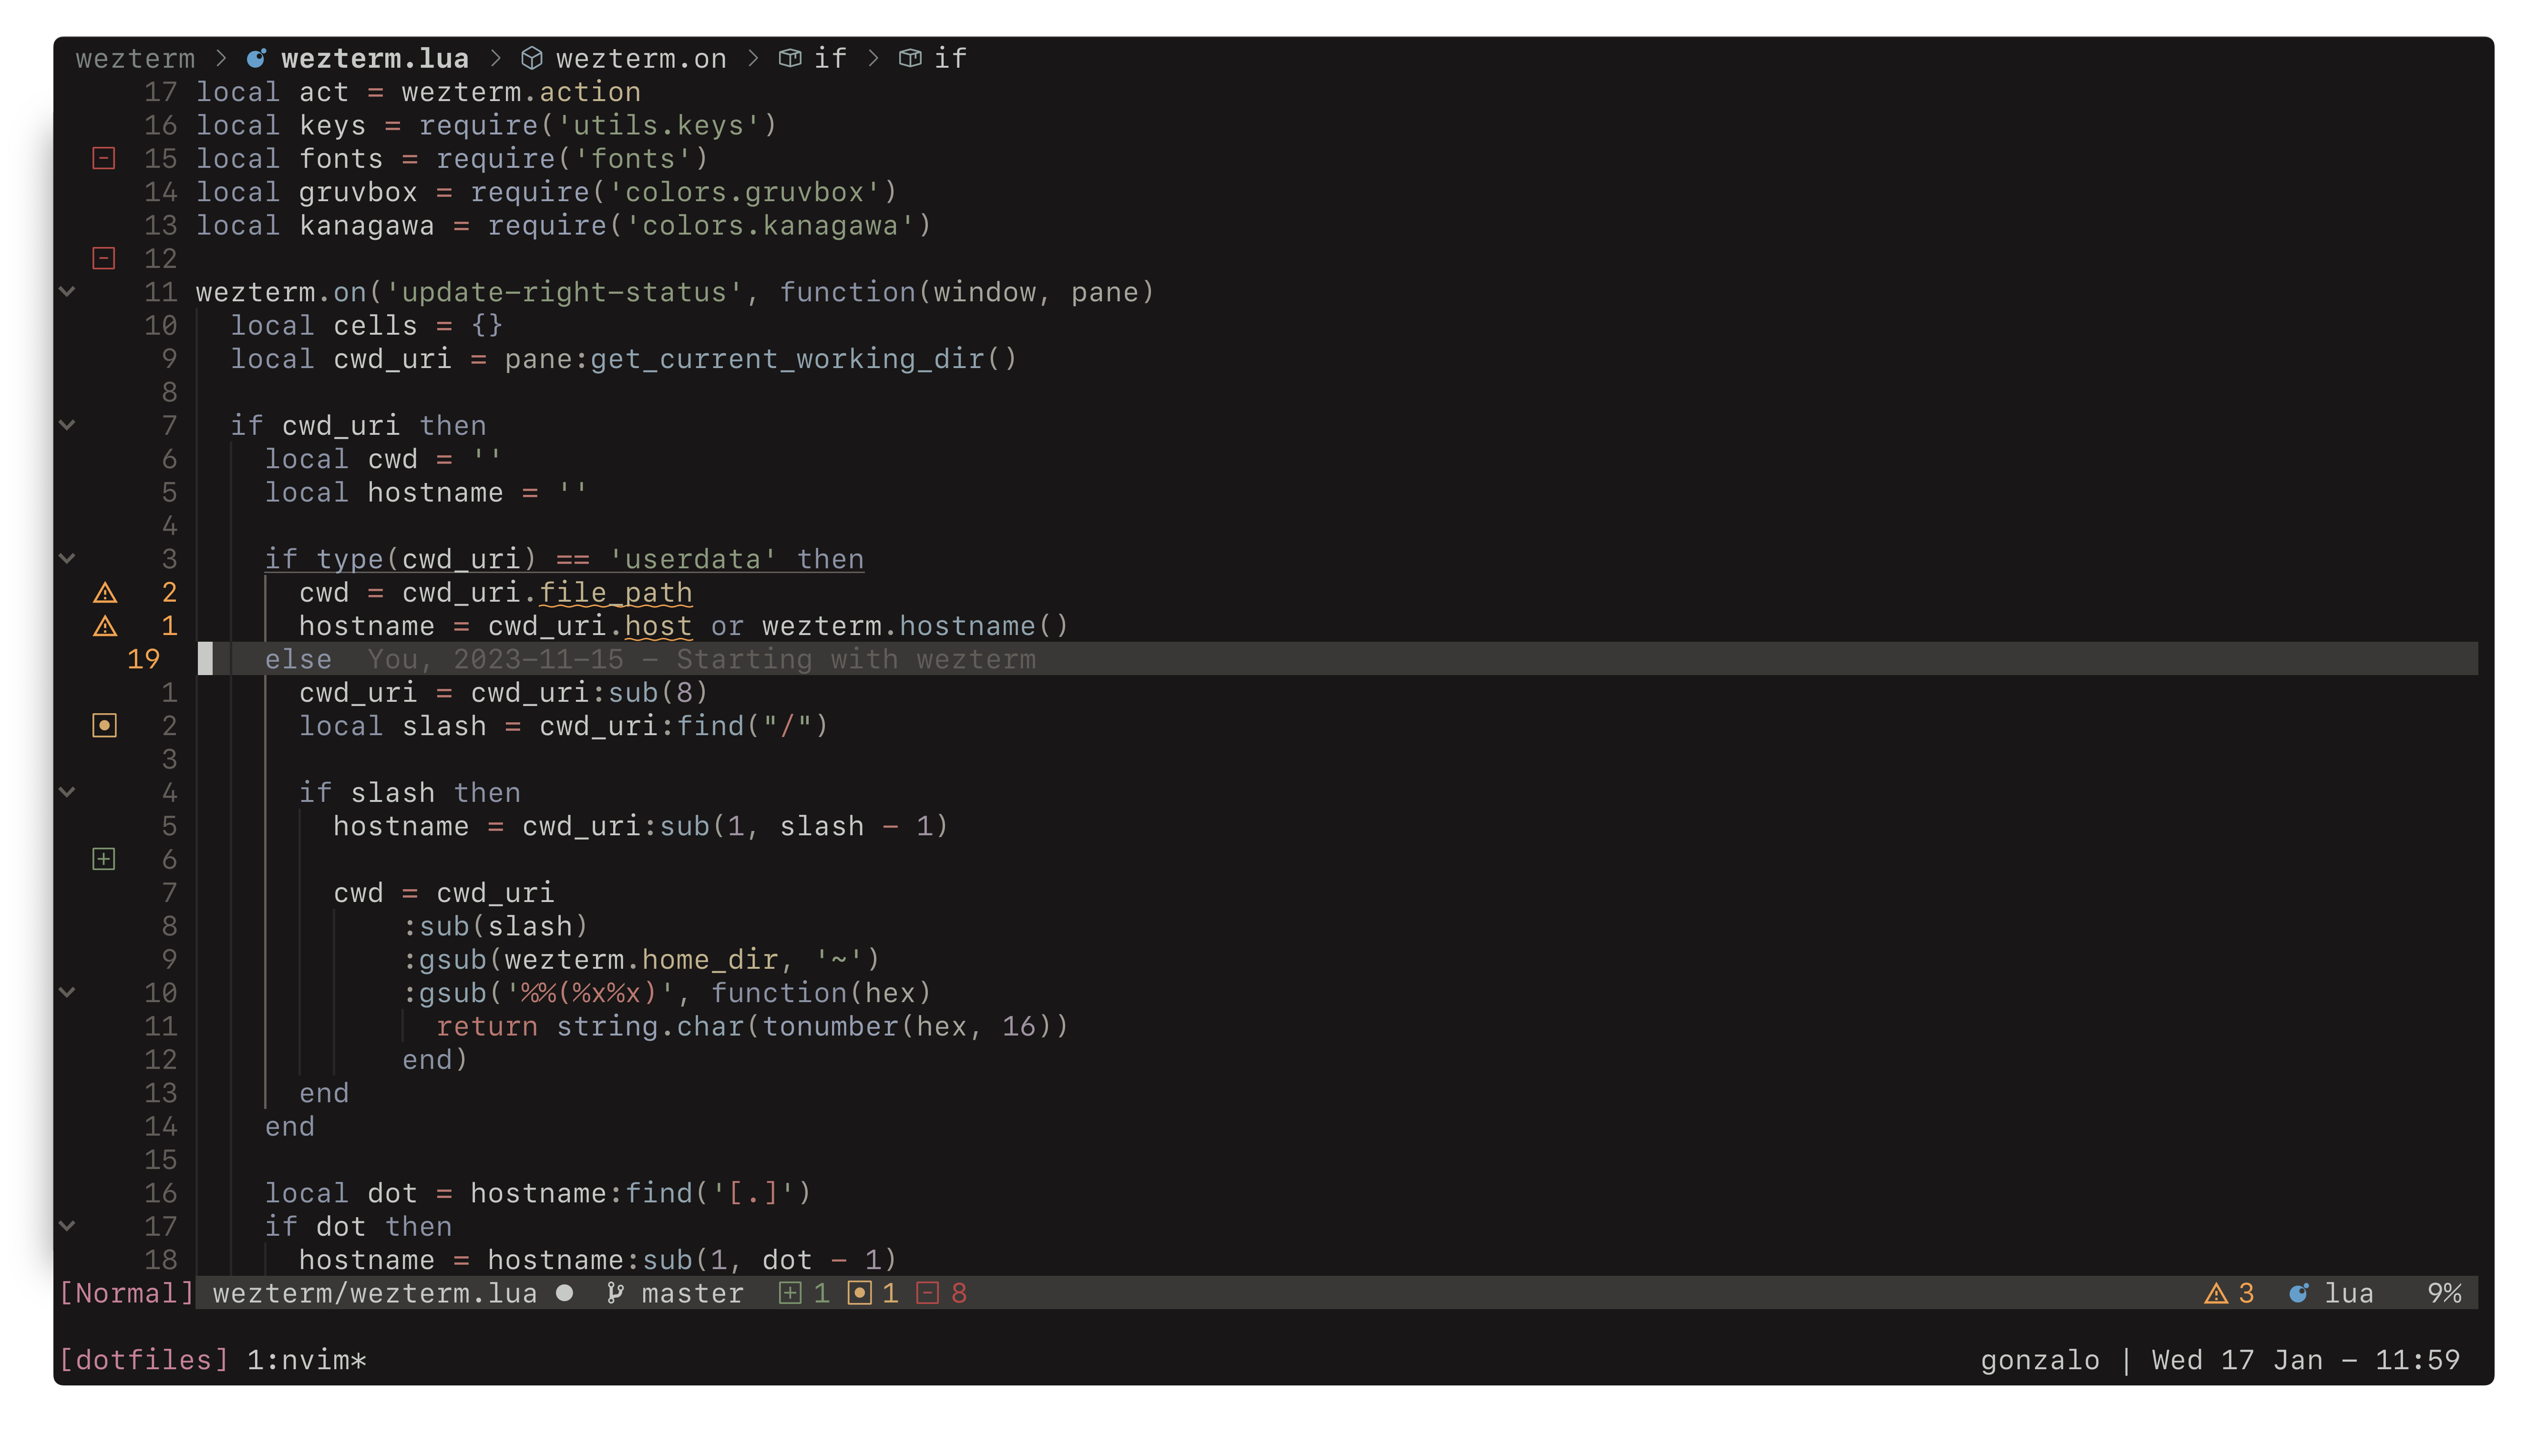 wezterm > wezterm.lua > wezterm.on > if > if
17 local act = wezterm.action
16 local keys = require('utils.keys')
15 local fonts = require('fonts')
14 local gruvbox = require('colors.gruvbox')
13 local kanagawa = require('colors.kanagawa')
12
11 wezterm.on('update-right-status', function(window, pane)
10   local cells = {}
9   local cwd_uri = pane:get_current_working_dir()
8
7   if cwd_uri then
6     local cwd = ''
5     local hostname = ''
4
3     if type(cwd_uri) == 'userdata' then
2       cwd = cwd_uri.file_path
1       hostname = cwd_uri.host or wezterm.hostname()
19     else  You, 2023-11-15 - Starting with wezterm
1       cwd_uri = cwd_uri:sub(8)
2       local slash = cwd_uri:find("/")
3
4       if slash then
5         hostname = cwd_uri:sub(1, slash - 1)
6
7         cwd = cwd_uri
8             :sub(slash)
9             :gsub(wezterm.home_dir, '~')
10             :gsub('%%(%x%x)', function(hex)
11               return string.char(tonumber(hex, 16))
12             end)
13       end
14     end
15
16     local dot = hostname:find('[.]')
17     if dot then
18       hostname = hostname:sub(1, dot - 1)
[Normal] wezterm/wezterm.lua ● master 1 1 8 3 lua 9%
[dotfiles] 1:nvim* gonzalo | Wed 17 Jan - 11:59